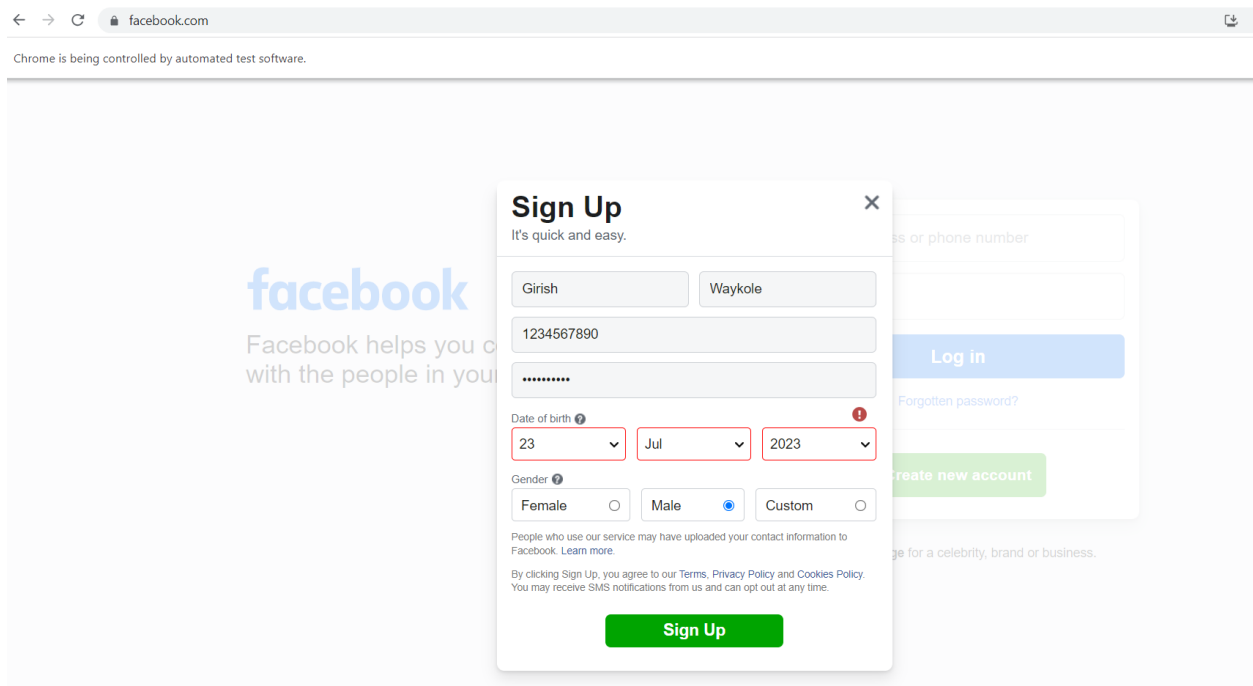 facebook.com
Chrome is being controlled by automated test software.
Sign Up
It's quick and easy.
ss or phone number
Girish Waykole
facebook
1234567890
Facebook helps you c
with the people in your
Log in
••••••••••
Forgotten password?
Date of birth
23 Jul 2023
Create new account
Gender
Female Male Custom
People who use our service may have uploaded your contact information to
Facebook. Learn more.
ge for a celebrity, brand or business.
By clicking Sign Up, you agree to our Terms, Privacy Policy and Cookies Policy.
You may receive SMS notifications from us and can opt out at any time.
Sign Up